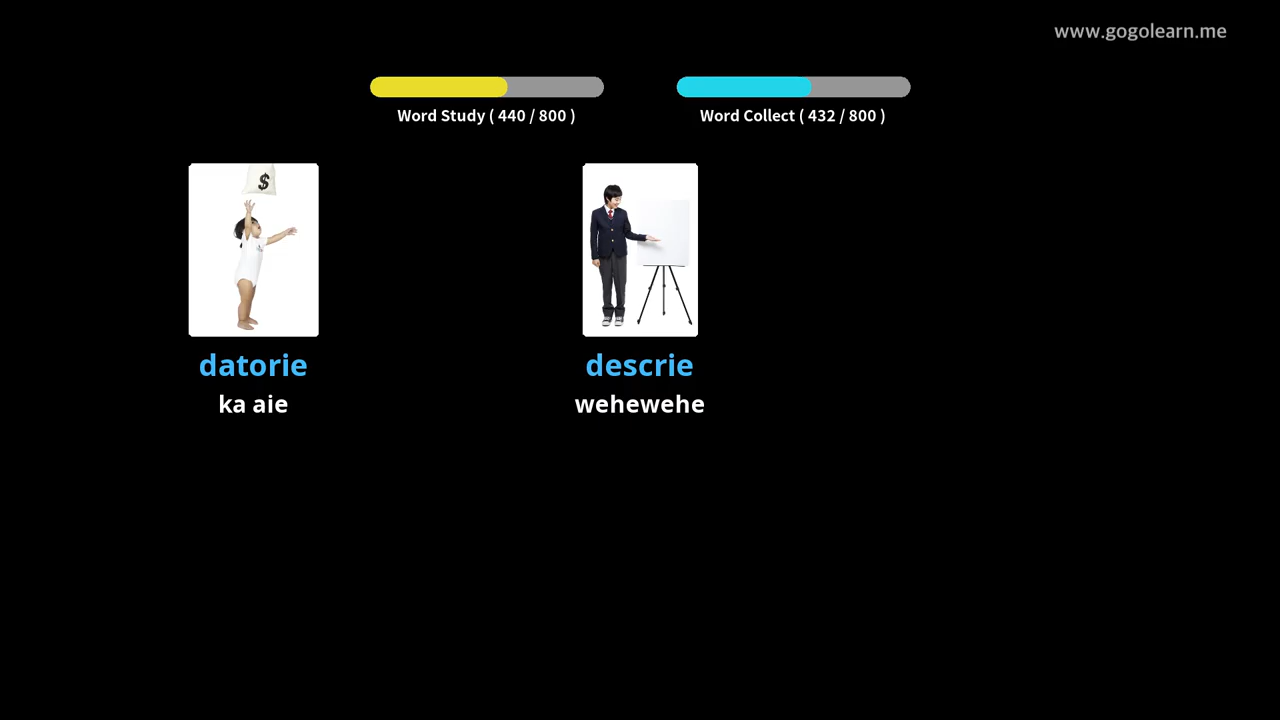 www.gogolearn.me
Word Study ( 440 / 800 )
Word Collect ( 432 / 800 )
$
datorie
descrie
ka aie
wehewehe